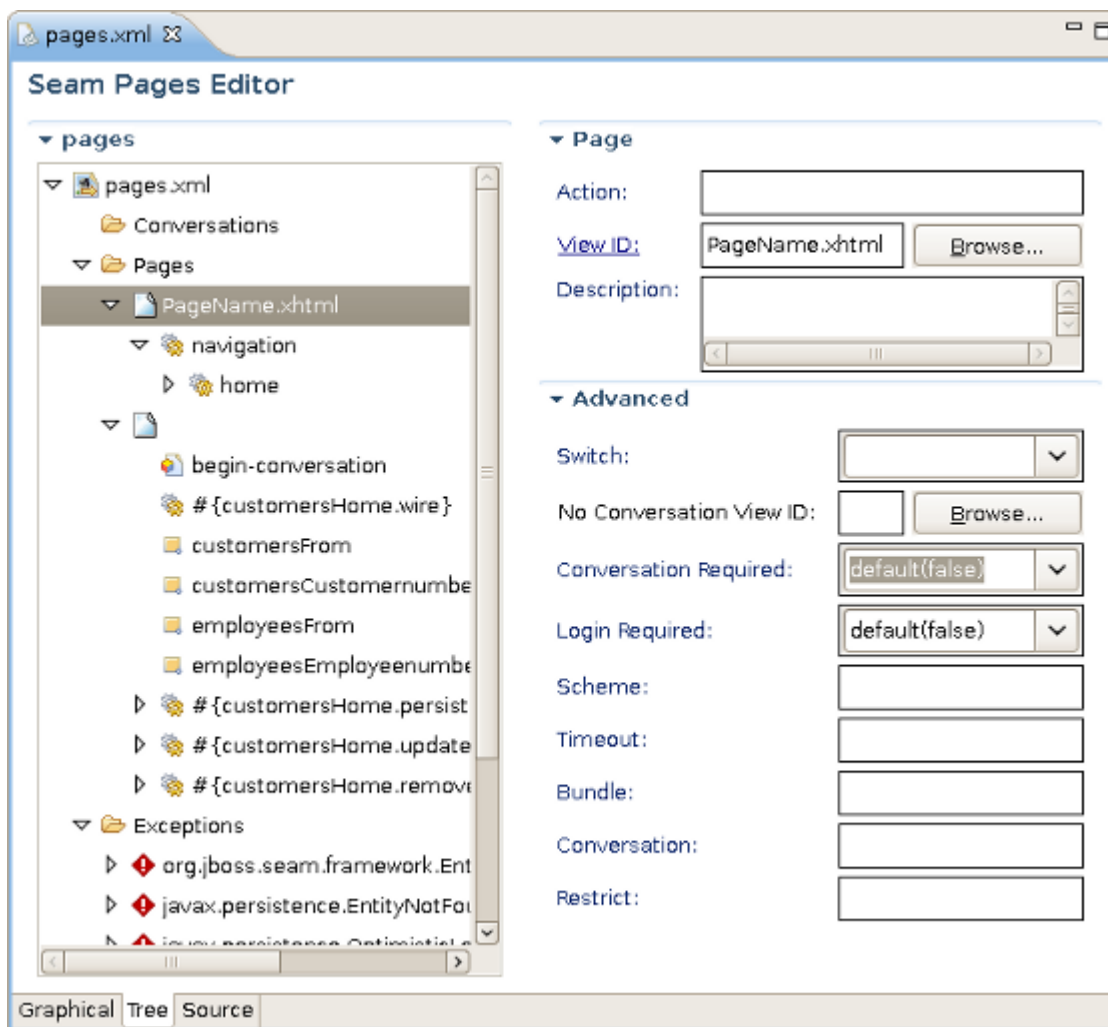 pages.xml
Seam Pages Editor
pages
pages.xml
Conversations
Pages
PageName.xhtml
navigation
home
begin-conversation
#{customersHome.wire}
customersFrom
customersCustomernumbe
employeesFrom
employeesEmployeenumbe
#{customersHome.persist
#{customersHome.update
#{customersHome.remove
Exceptions
org.jboss.seam.framework.Ent
javax.persistence.EntityNotFou
javax.persistence.OptimisticLo
Page
Action:
View ID: PageName.xhtml Browse...
Description:
Advanced
Switch:
No Conversation View ID: Browse...
Conversation Required: default(false)
Login Required: default(false)
Scheme:
Timeout:
Bundle:
Conversation:
Restrict:
Graphical Tree Source